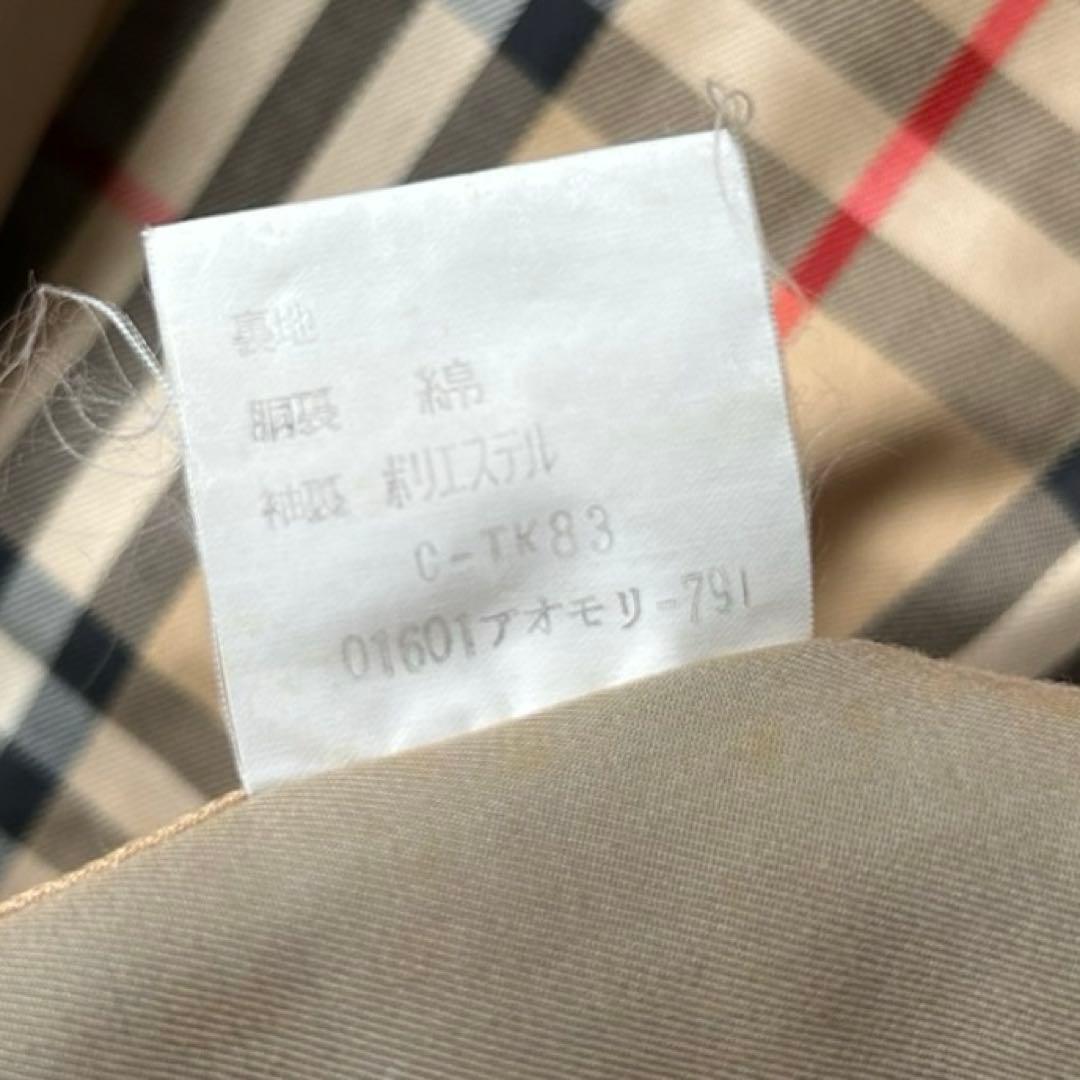 裏地
胴裏 綿
袖裏 ポリエステル
C-TK83
01601アオモリ-791